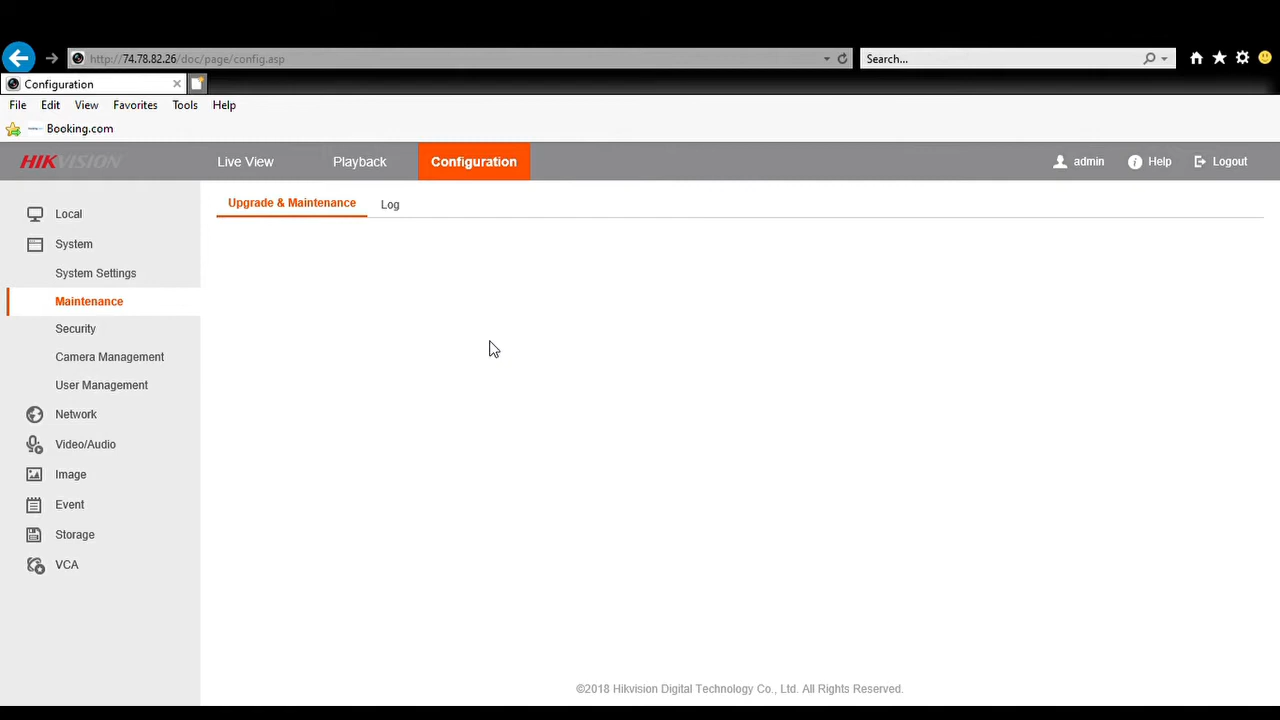 http://74.78.82.26/doc/page/config.asp
Search...
Configuration
File Edit View Favorites Tools Help
Booking.com
HIKVISION
Live View Playback Configuration
admin Help Logout
Upgrade & Maintenance Log
Local
System
System Settings
Maintenance
Security
Camera Management
User Management
Network
Video/Audio
Image
Event
Storage
VCA
©2018 Hikvision Digital Technology Co., Ltd. All Rights Reserved.